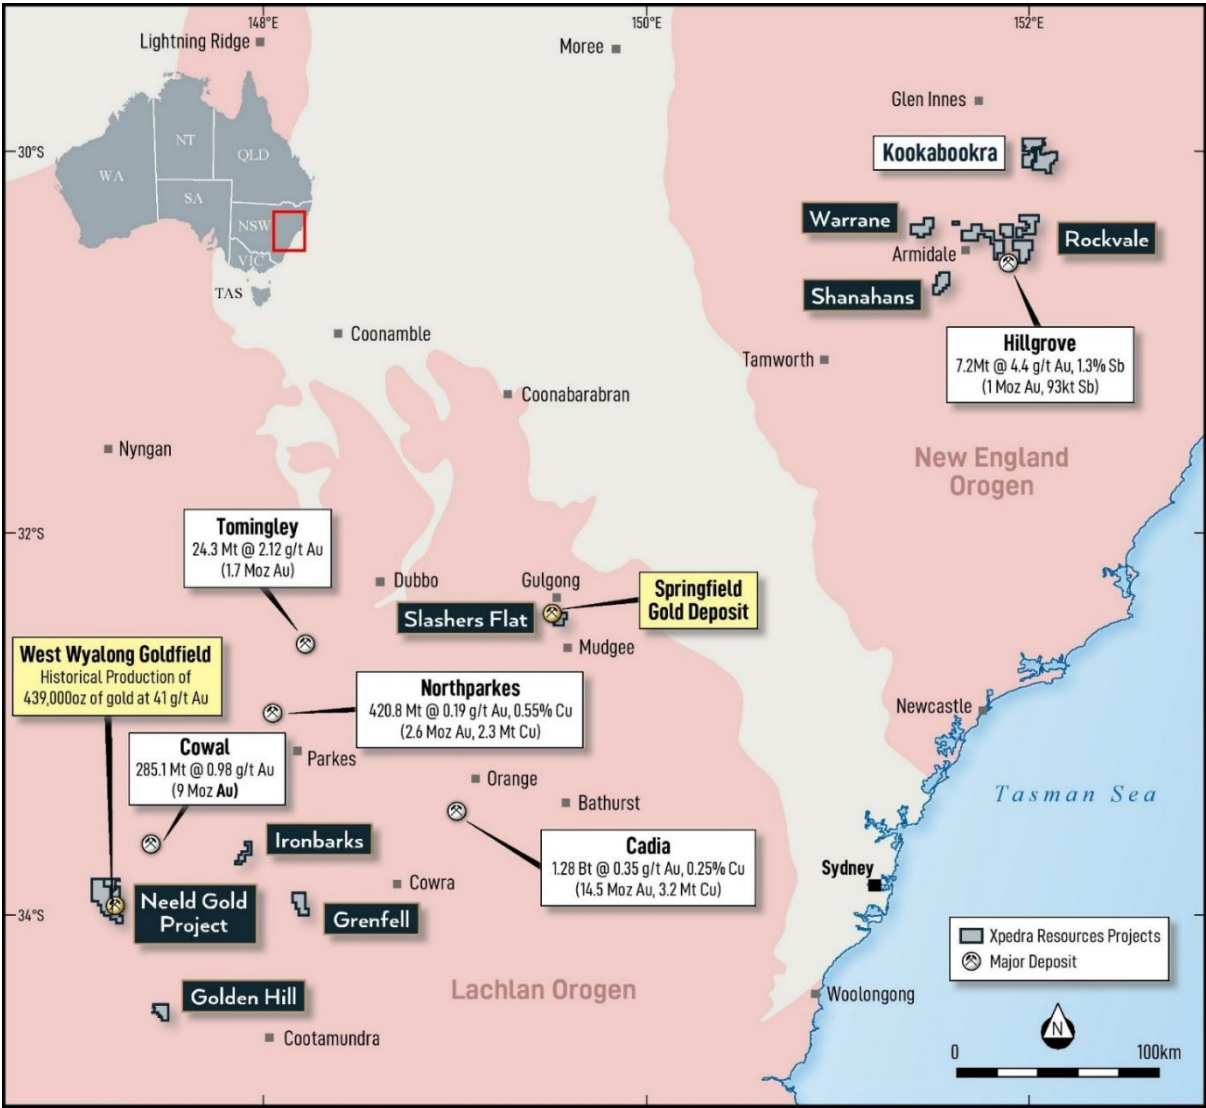 148°E
150°E
152°E
Lightning Ridge
Moree
Glen Innes
30°S
Kookabookra
NT
QLD
WA
SA
NSW
VIC
TAS
Warrane
Rockvale
Armidale
Shanahans
Hillgrove
7.2Mt @ 4.4 g/t Au, 1.3% Sb
(1 Moz Au, 93kt Sb)
Coonamble
Tamworth
Coonabarabran
Nyngan
New England
Orogen
32°S
Tomingley
24.3 Mt @ 2.12 g/t Au
(1.7 Moz Au)
Dubbo
Gulgong
Springfield
Gold Deposit
Slashers Flat
Mudgee
West Wyalong Goldfield
Historical Production of
439,000oz of gold at 41 g/t Au
Northparkes
420.8 Mt @ 0.19 g/t Au, 0.55% Cu
(2.6 Moz Au, 2.3 Mt Cu)
Newcastle
Cowal
285.1 Mt @ 0.98 g/t Au
(9 Moz Au)
Parkes
Orange
Bathurst
Tasman Sea
Ironbarks
Cadia
1.28 Bt @ 0.35 g/t Au, 0.25% Cu
(14.5 Moz Au, 3.2 Mt Cu)
Sydney
Cowra
34°S
Neeld Gold
Project
Grenfell
Xpedra Resources Projects
Major Deposit
Golden Hill
Lachlan Orogen
Woolongong
Cootamundra
N
0
100km